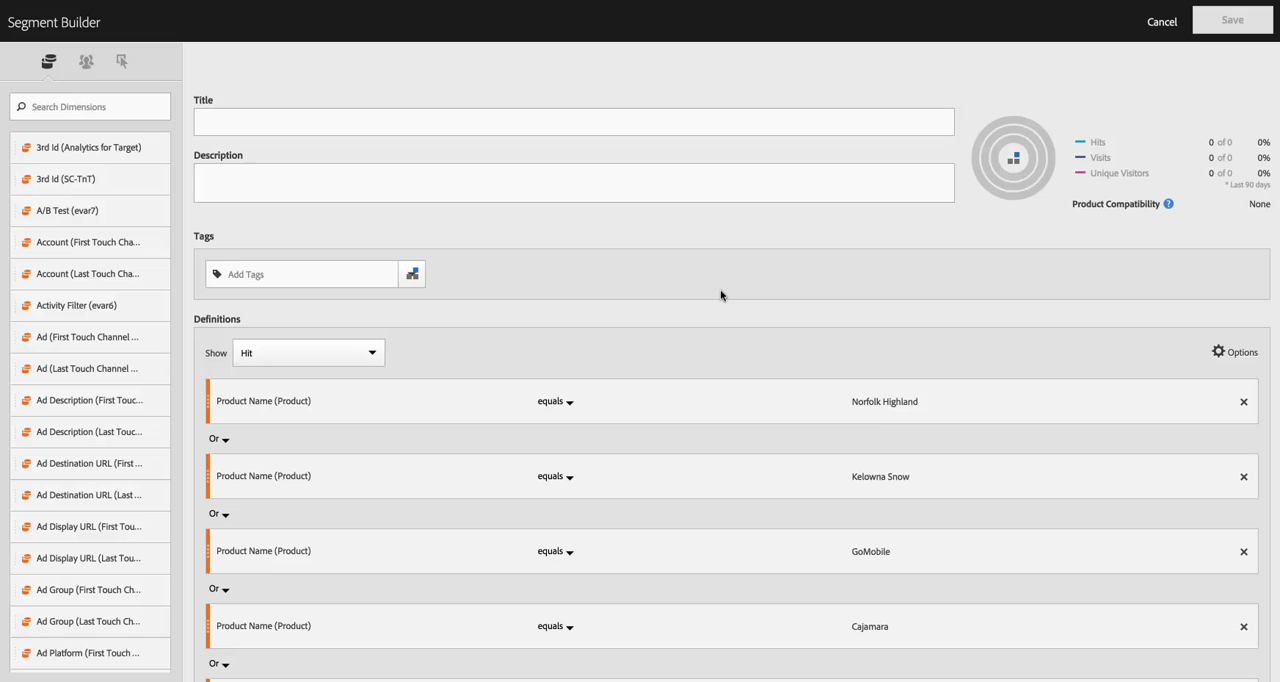 Segment Builder
Cancel
Save
Search Dimensions
3rd Id (Analytics for Target)
3rd Id (SC-TnT)
A/B Test (evar7)
Account (First Touch Cha...
Account (Last Touch Cha...
Activity Filter (evar6)
Ad (First Touch Channel ...
Ad (Last Touch Channel ...
Ad Description (First Touc...
Ad Description (Last Touc...
Ad Destination URL (First ...
Ad Destination URL (Last ...
Ad Display URL (First Tou...
Ad Display URL (Last Tou...
Ad Group (First Touch Ch...
Ad Group (Last Touch Ch...
Ad Platform (First Touch ...
Title
Description
Hits 0 of 0 0%
Visits 0 of 0 0%
Unique Visitors 0 of 0 0%
* Last 90 days
Product Compatibility ? None
Tags
Add Tags
Definitions
Show Hit Options
Product Name (Product) equals Norfolk Highland
Or
Product Name (Product) equals Kelowna Snow
Or
Product Name (Product) equals GoMobile
Or
Product Name (Product) equals Cajamara
Or